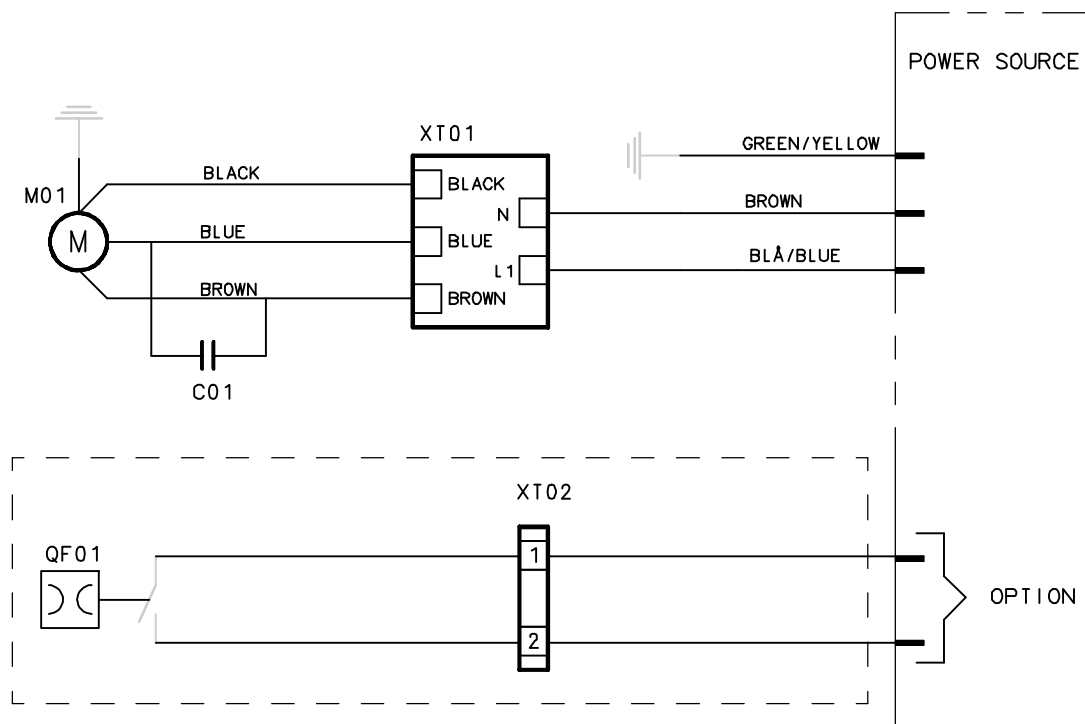 POWER SOURCE
XT01
GREEN/YELLOW
BLACK
BLACK
M01
N
BROWN
M
BLUE
BLUE
L1
BLÅ/BLUE
BROWN
BROWN
C01
XT02
QF01
1
OPTION
2